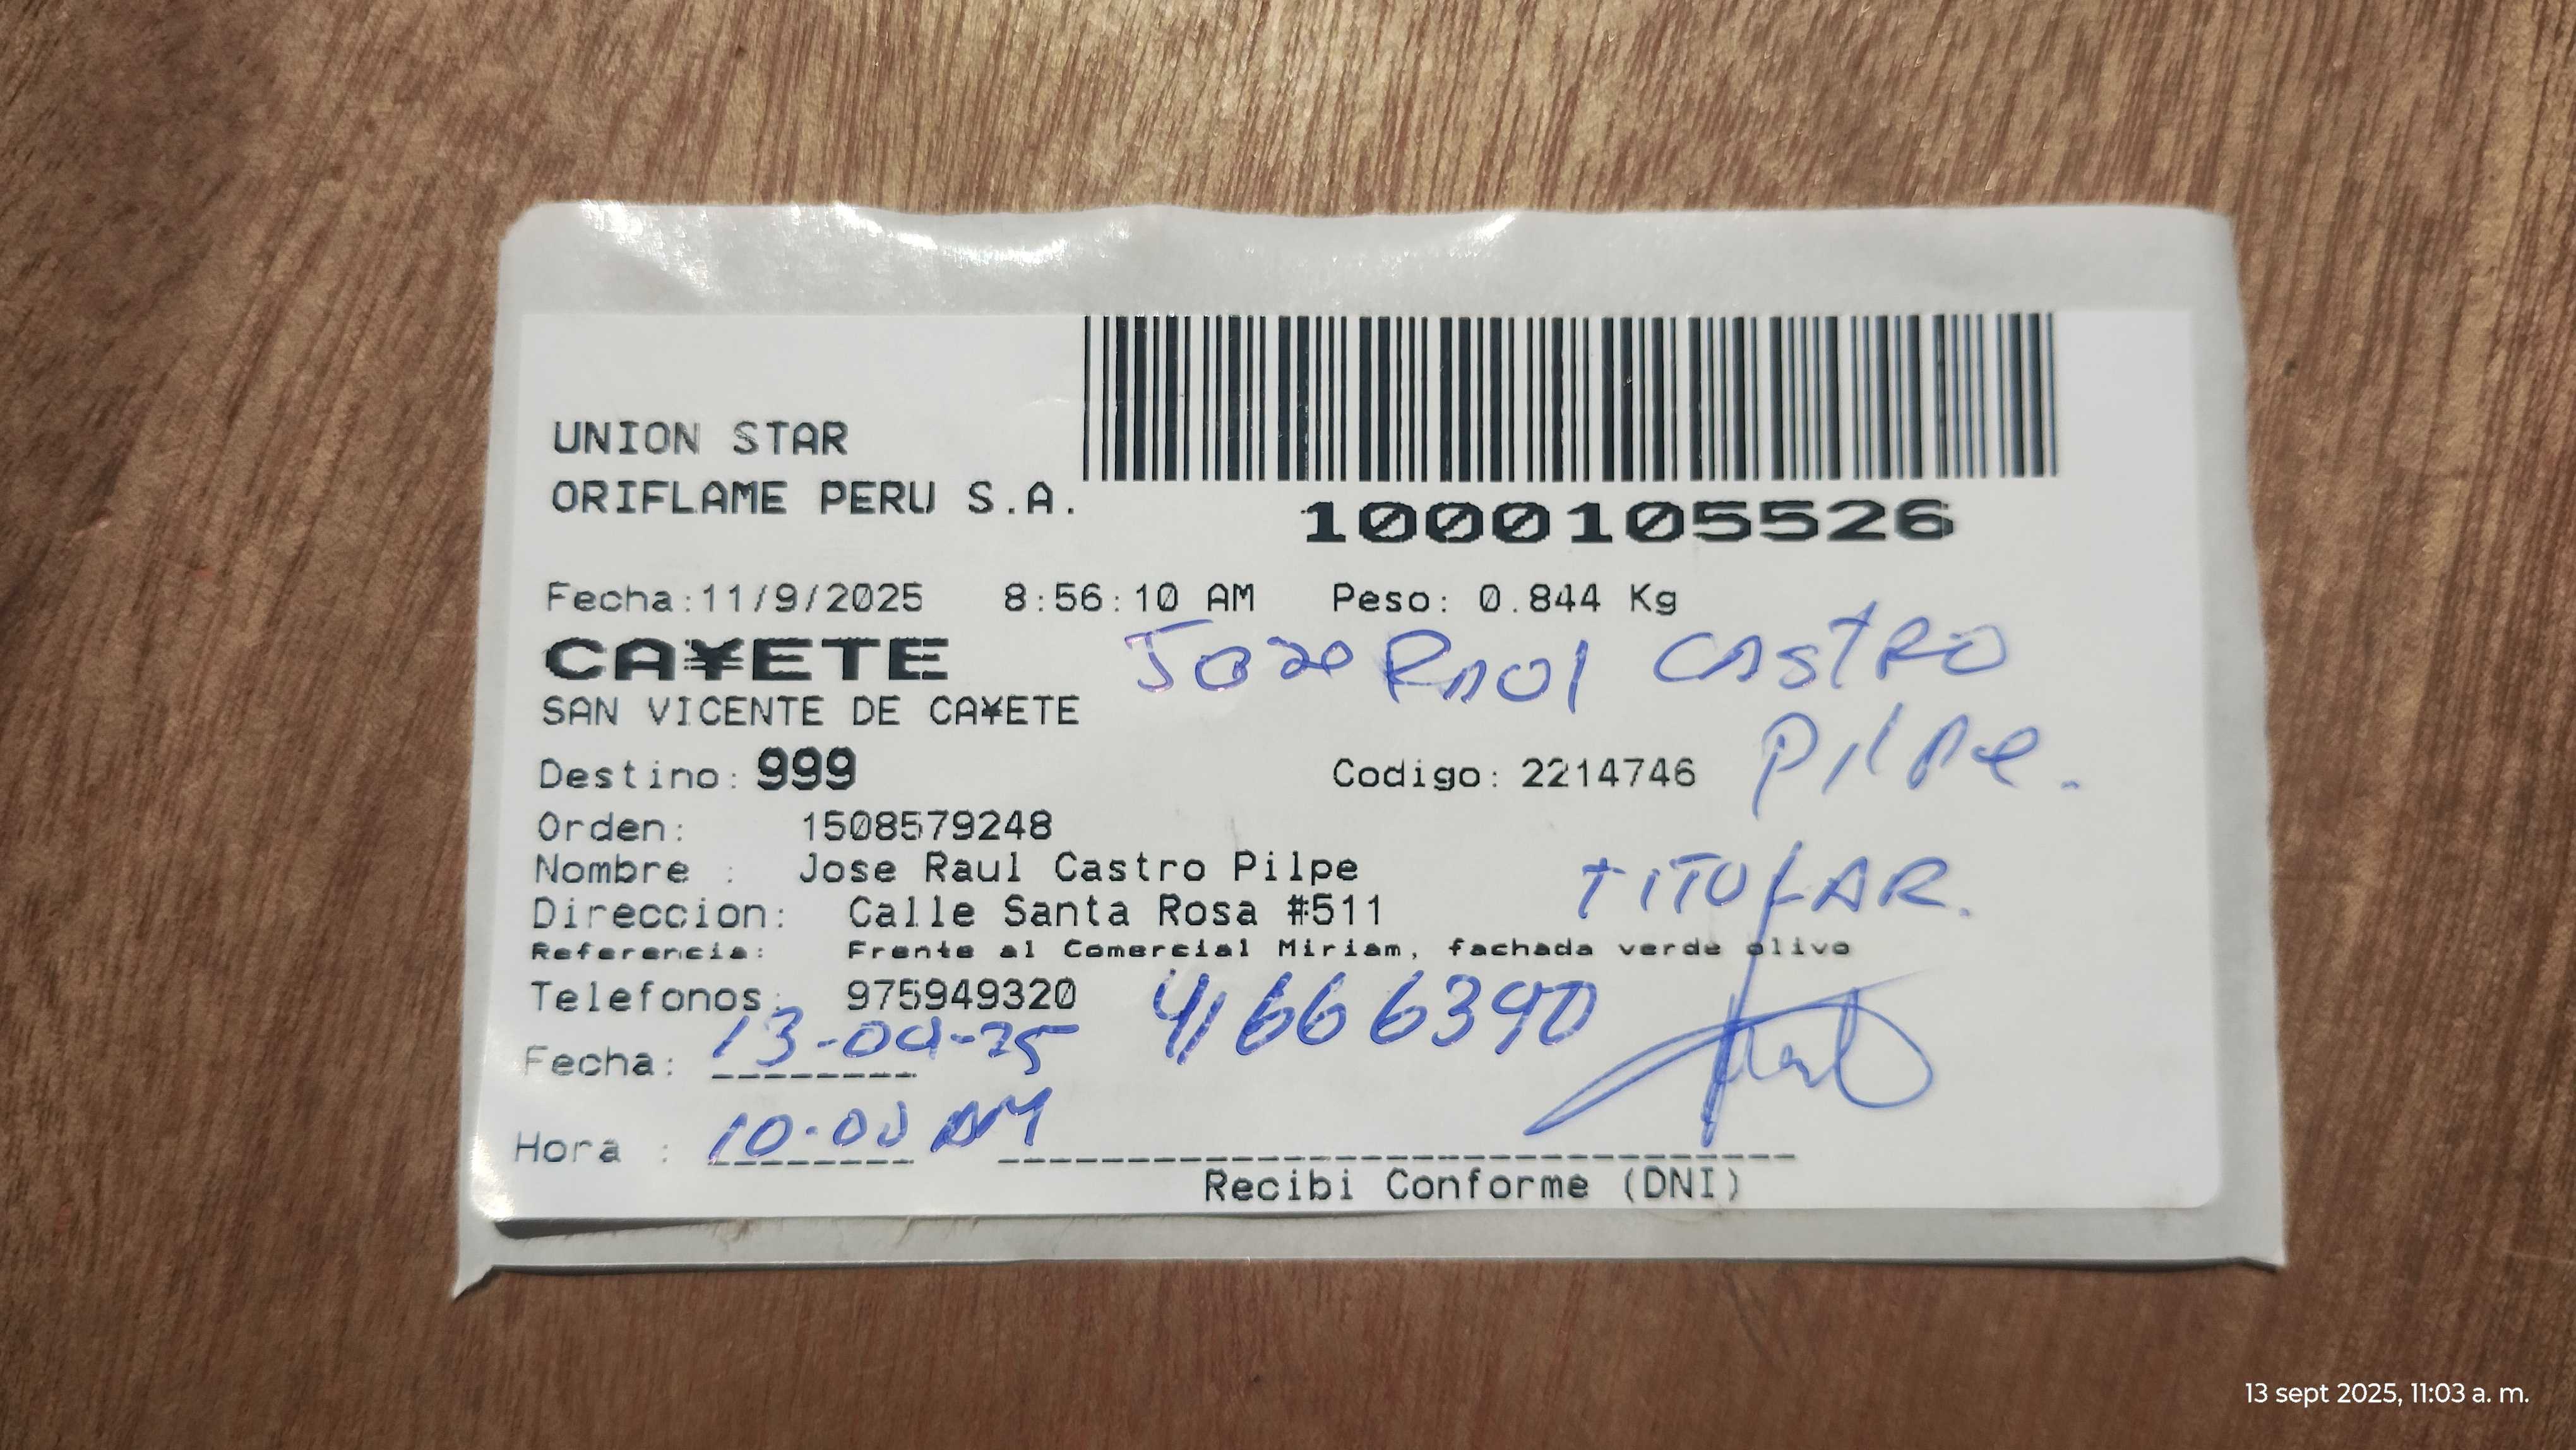 UNION STAR
ORIFLAME PERU S.A.
1000105526
Fecha:11/9/2025 8:56:10 AM Peso: 0.844 Kg
CA¥ETE
Jose Raul Castro
SAN VICENTE DE CA¥ETE
Pilpe.
Destino: 999 Codigo: 2214746
Orden: 1508579248
Nombre : Jose Raul Castro Pilpe
TITULAR.
Direccion: Calle Santa Rosa #511
Referencia: Frente al Comercial Miriam, fachada verde olivo
Telefonos: 975949320 41666390
Fecha: 13-09-25
Hora : 10:00 AM
Recibi Conforme (DNI)
13 sept 2025, 11:03 a. m.